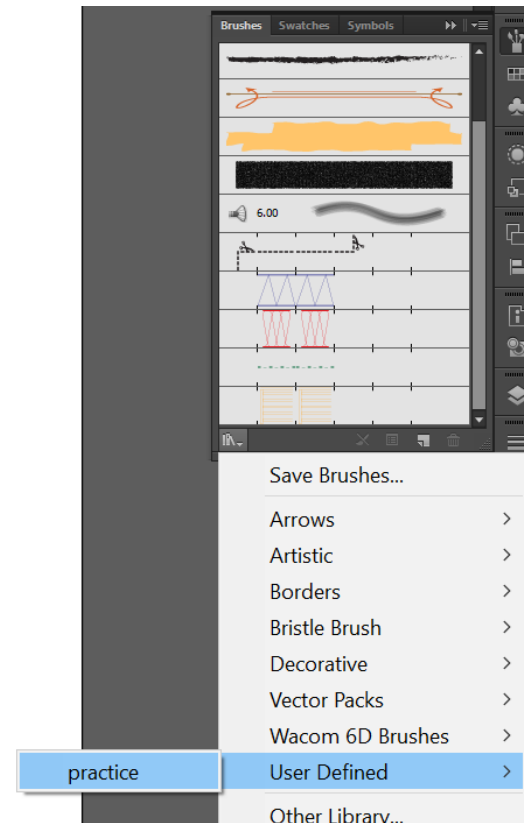 Brushes Swatches Symbols
6.00
Save Brushes...
Arrows
Artistic
Borders
Bristle Brush
Decorative
Vector Packs
Wacom 6D Brushes
practice User Defined
Other Library...